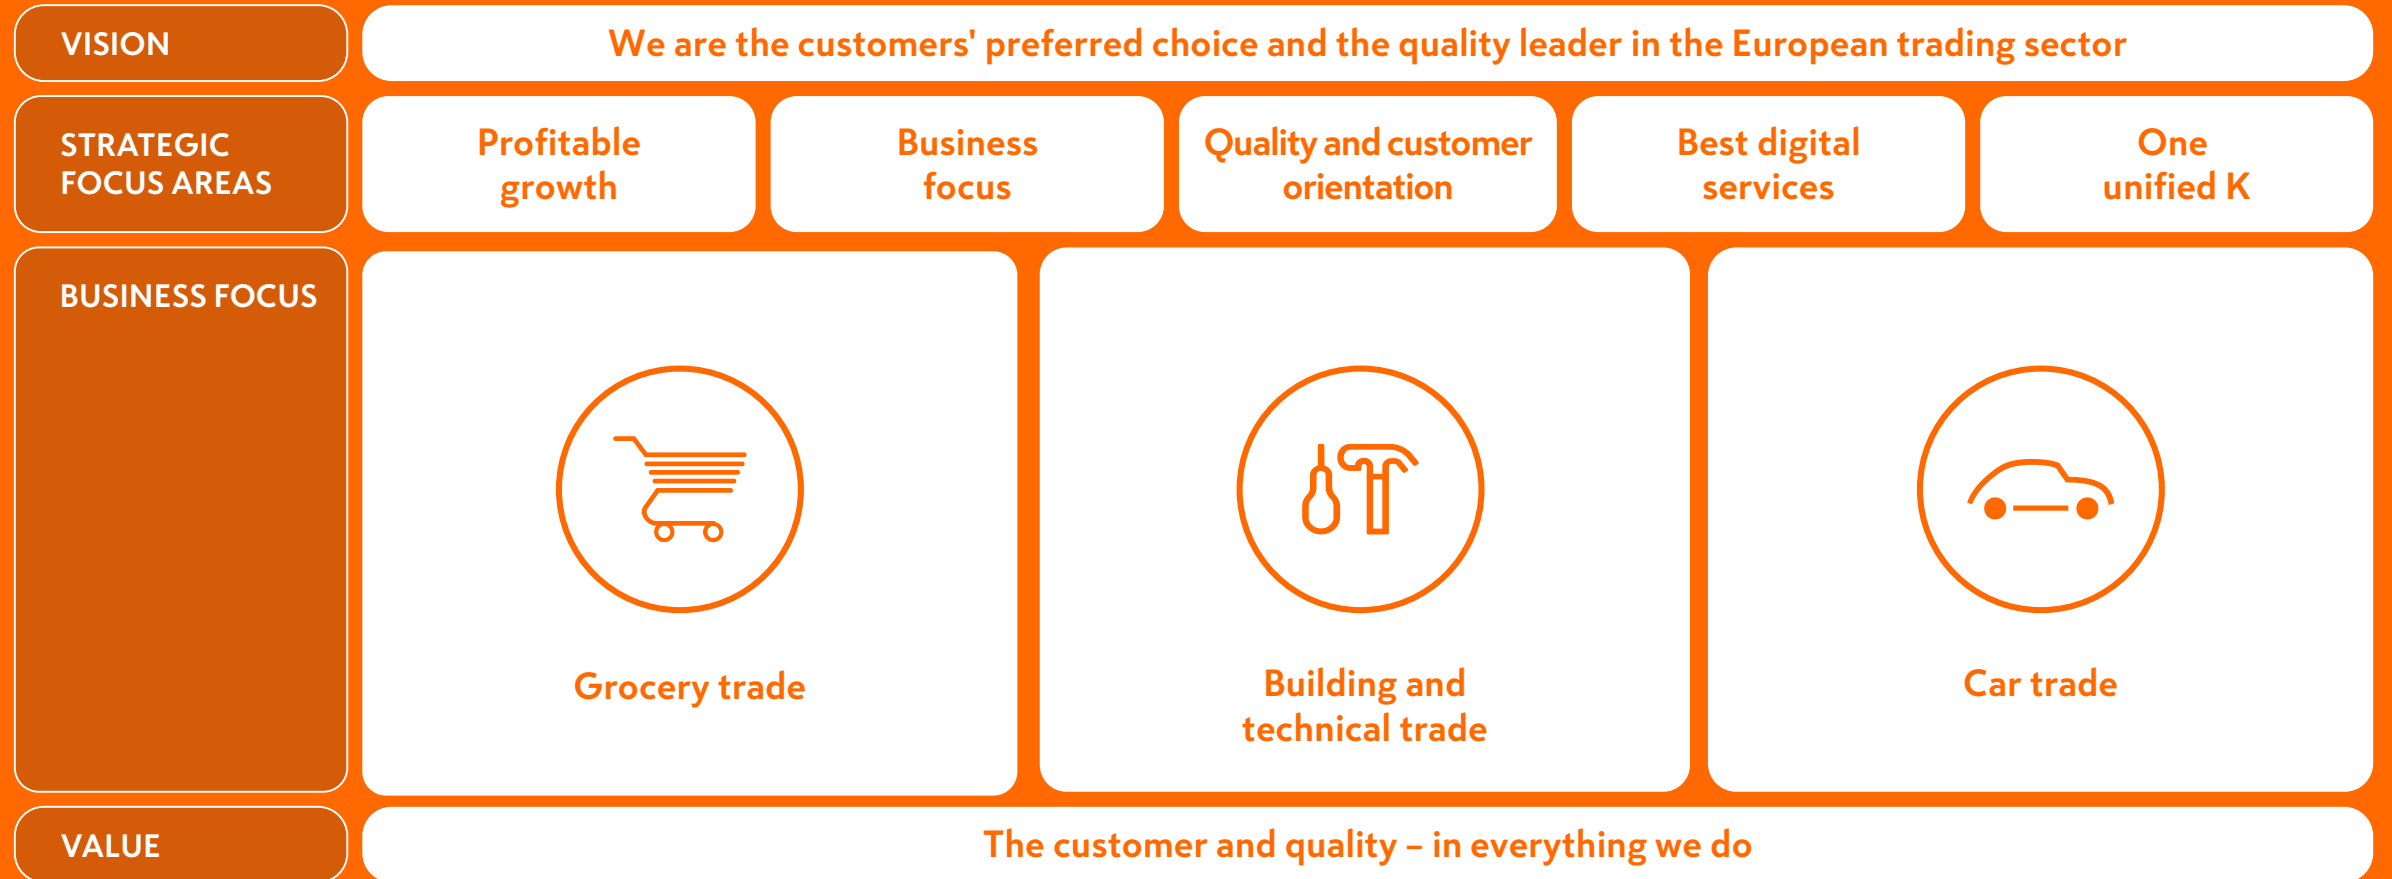 VISION
We are the customers' preferred choice and the quality leader in the European trading sector
STRATEGIC
FOCUS AREAS
Profitable
growth
Business
focus
Quality and customer
orientation
Best digital
services
One
unified K
BUSINESS FOCUS
Grocery trade
Building and
technical trade
Car trade
VALUE
The customer and quality – in everything we do